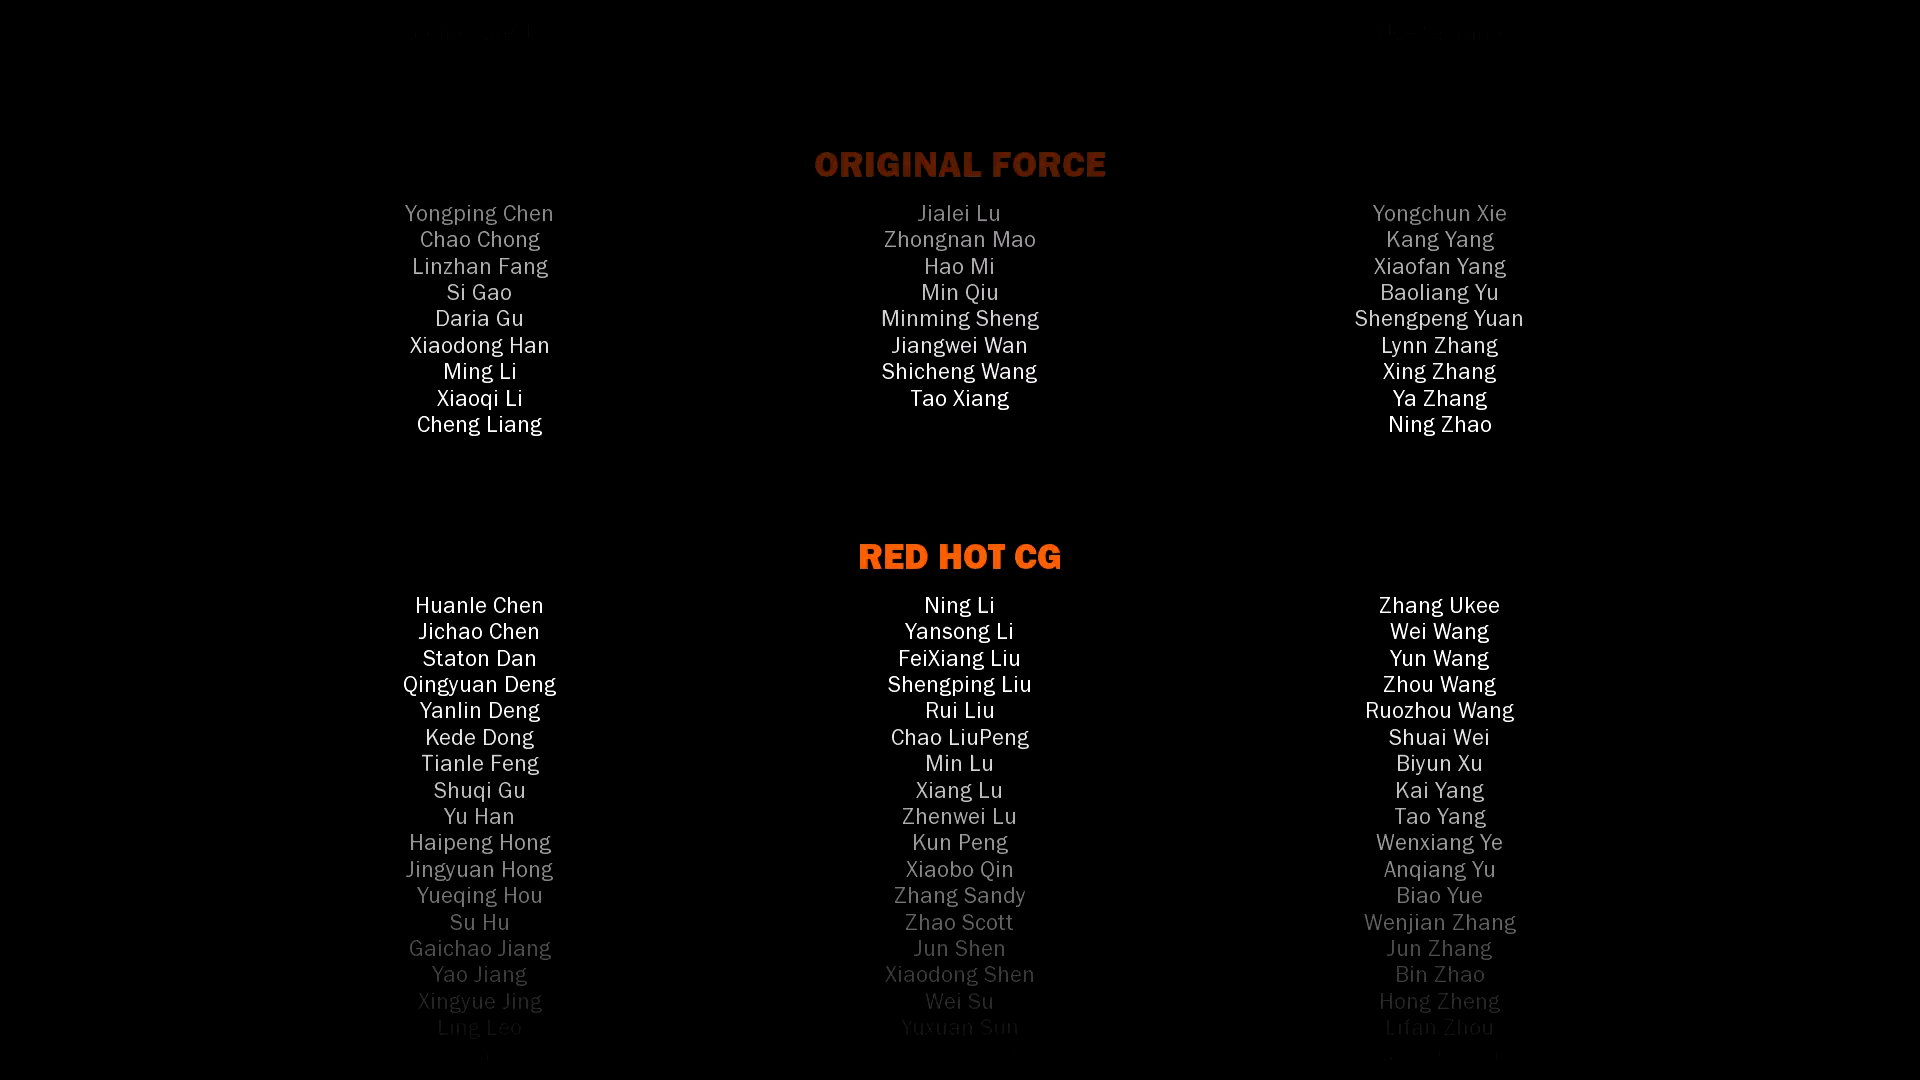 ORIGINAL FORCE
Yongping Chen
Chao Chong
Linzhan Fang
Si Gao
Daria Gu
Xiaodong Han
Ming Li
Xiaoqi Li
Cheng Liang
Jialei Lu
Zhongnan Mao
Hao Mi
Min Qiu
Minming Sheng
Jiangwei Wan
Shicheng Wang
Tao Xiang
Yongchun Xie
Kang Yang
Xiaofan Yang
Baoliang Yu
Shengpeng Yuan
Lynn Zhang
Xing Zhang
Ya Zhang
Ning Zhao
RED HOT CG
Huanle Chen
Jichao Chen
Staton Dan
Qingyuan Deng
Yanlin Deng
Kede Dong
Tianle Feng
Shuqi Gu
Yu Han
Haipeng Hong
Jingyuan Hong
Yueqing Hou
Su Hu
Gaichao Jiang
Yao Jiang
Xingyue Jing
Ling Leo
Ning Li
Yansong Li
FeiXiang Liu
Shengping Liu
Rui Liu
Chao LiuPeng
Min Lu
Xiang Lu
Zhenwei Lu
Kun Peng
Xiaobo Qin
Zhang Sandy
Zhao Scott
Jun Shen
Xiaodong Shen
Wei Su
Yuxuan Sun
Zhang Ukee
Wei Wang
Yun Wang
Zhou Wang
Ruozhou Wang
Shuai Wei
Biyun Xu
Kai Yang
Tao Yang
Wenxiang Ye
Anqiang Yu
Biao Yue
Wenjian Zhang
Jun Zhang
Bin Zhao
Hong Zheng
Lifan Zhou